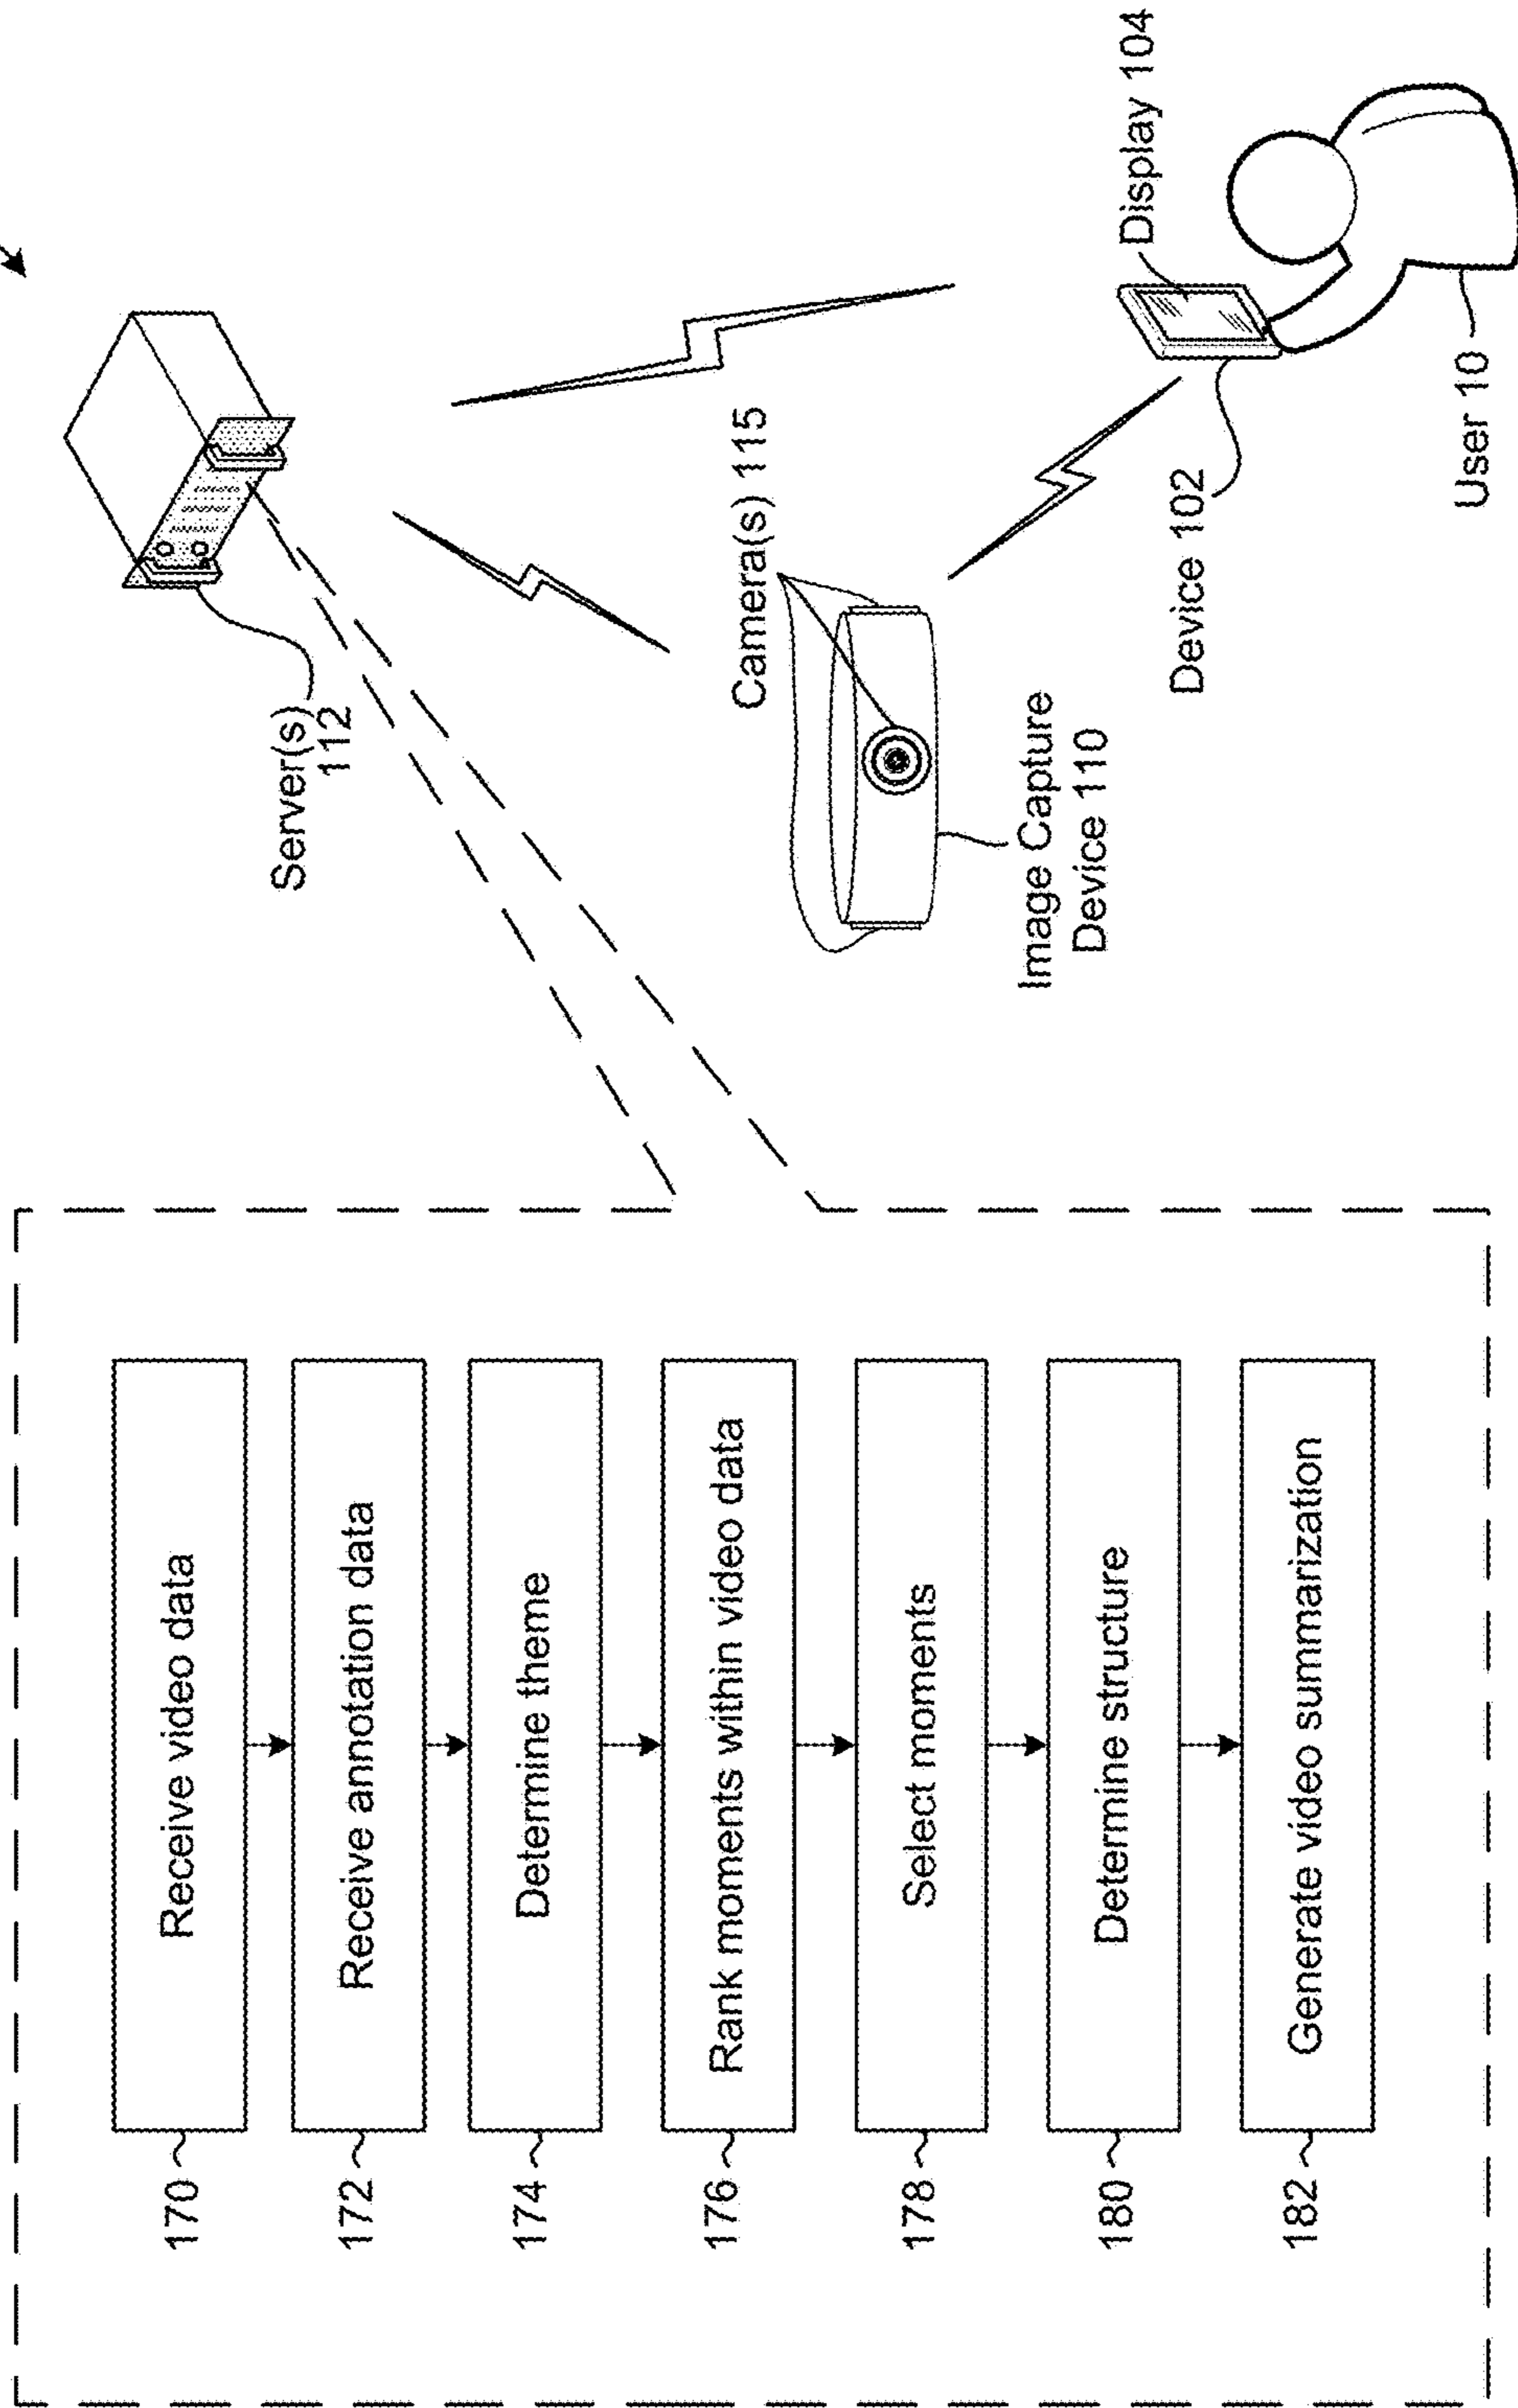 170
Receive video data
172
Receive annotation data
174
Determine theme
176
Rank moments within video data
178
Select moments
180
Determine structure
182
Generate video summarization
Server(s)
112
Camera(s) 115
Image Capture
Device 110
Display 104
Device 102
User 10